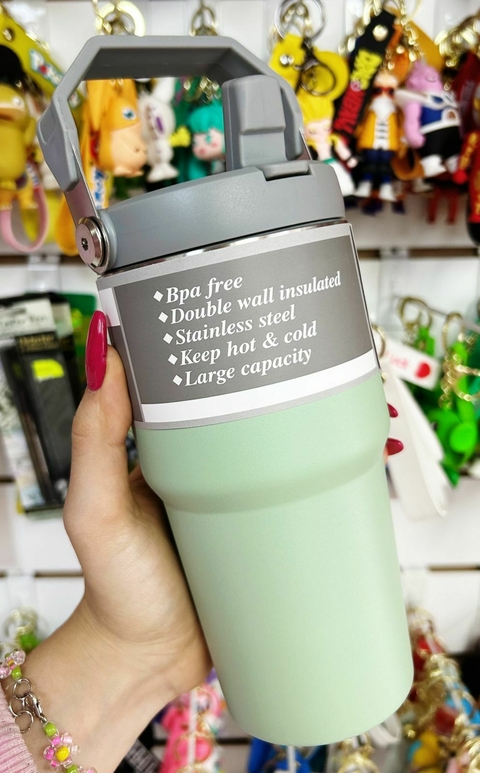 ◆Bpa free
◆Double wall insulated
◆Stainless steel
◆Keep hot & cold
◆Large capacity